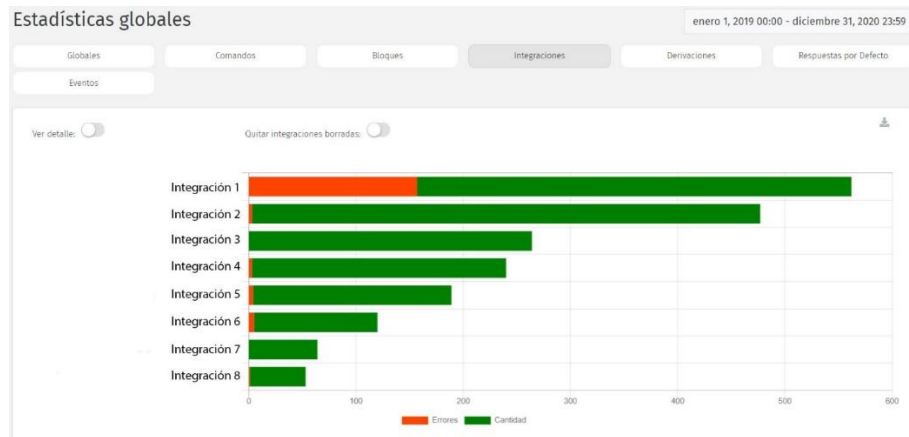 Estadísticas globales
enero 1, 2019 00:00 - diciembre 31, 2020 23:59
Globales Comandos Bloques Integraciones Derivaciones Respuestas por Defecto
Eventos
Ver detalle: Quitar integraciones borradas:
Integración 1
Integración 2
Integración 3
Integración 4
Integración 5
Integración 6
Integración 7
Integración 8
0 100 200 300 400 500 600
Errores Cantidad